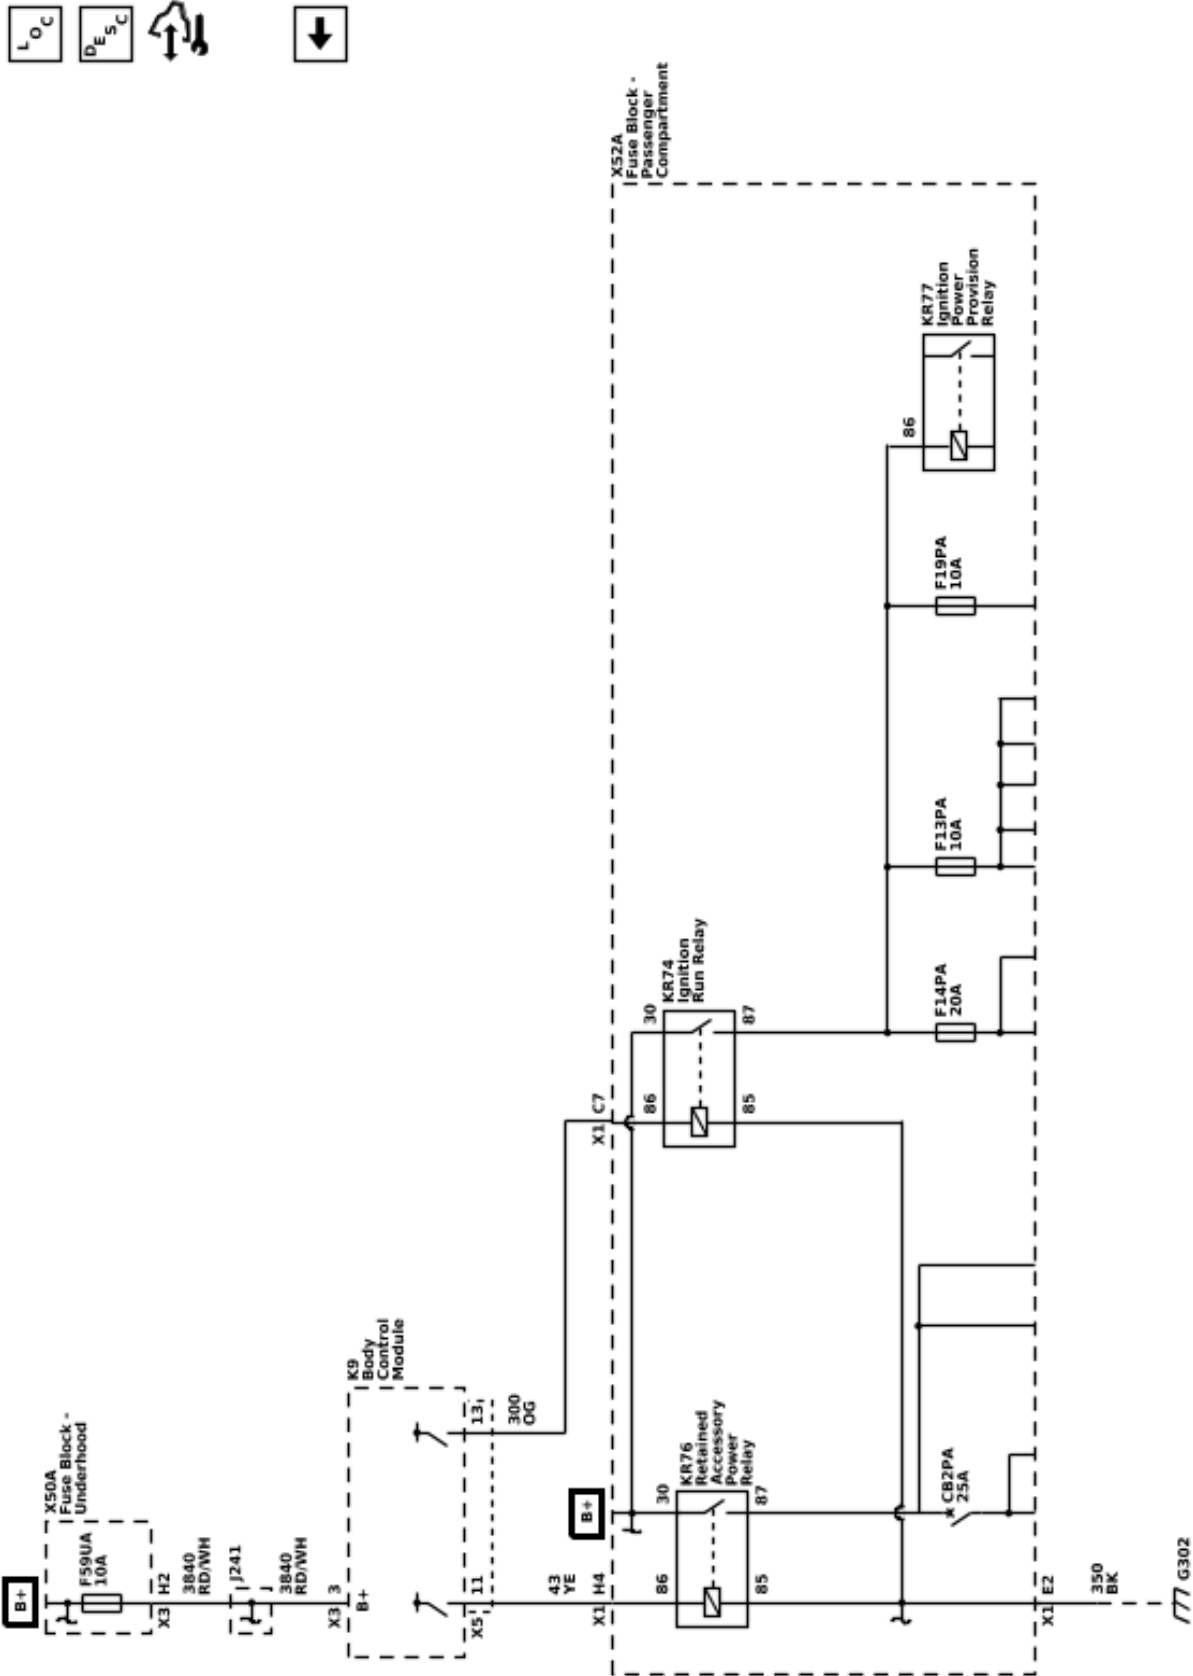 LOC
DESC
B+
X50A
Fuse Block -
Underhood
F59UA
10A
X3 H2
3840
RD/WH
J241
J
3840
RD/WH
X3 3
B+
K9
Body
Control
Module
X5 11
13
300
OG
43
YE
X1 H4
X1 C7
B+
X52A
Fuse Block -
Passenger
Compartment
86
30
KR76
Retained
Accessory
Power
Relay
85
87
86
30
KR74
Ignition
Run Relay
85
87
CB2PA
25A
F14PA
20A
F13PA
10A
F19PA
10A
86
KR77
Ignition
Power
Provision
Relay
X1 E2
350
BK
G302